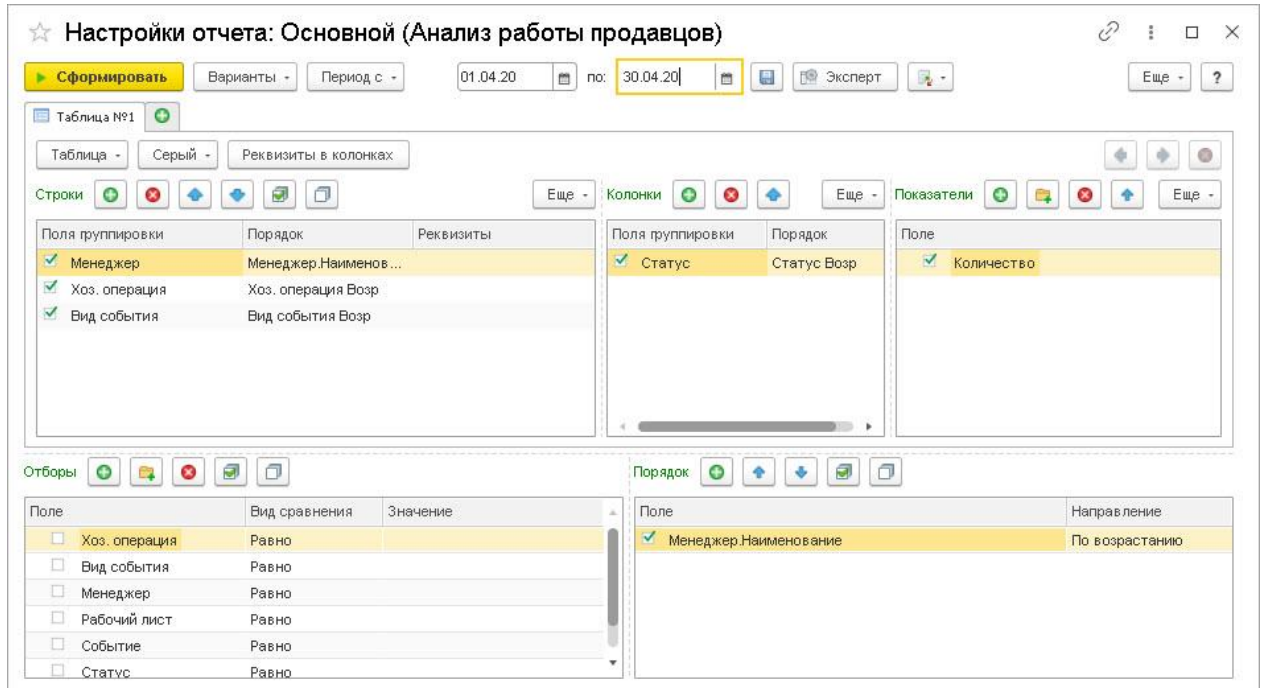 Настройки отчета: Основной (Анализ работы продавцов)
Сформировать Варианты Период с 01.04.20 по: 30.04.20 Эксперт Еще ?
Таблица №1
Таблица Серый Реквизиты в колонках
Строки Еще Колонки Еще Показатели Еще
Поля группировки Порядок Реквизиты Поля группировки Порядок Поле
Менеджер Менеджер.Наименов... Статус Статус Возр Количество
Хоз. операция Хоз. операция Возр
Вид события Вид события Возр
Отборы Порядок
Поле Вид сравнения Значение Поле Направление
Хоз. операция Равно Менеджер.Наименование По возрастанию
Вид события Равно
Менеджер Равно
Рабочий лист Равно
Событие Равно
Статус Равно